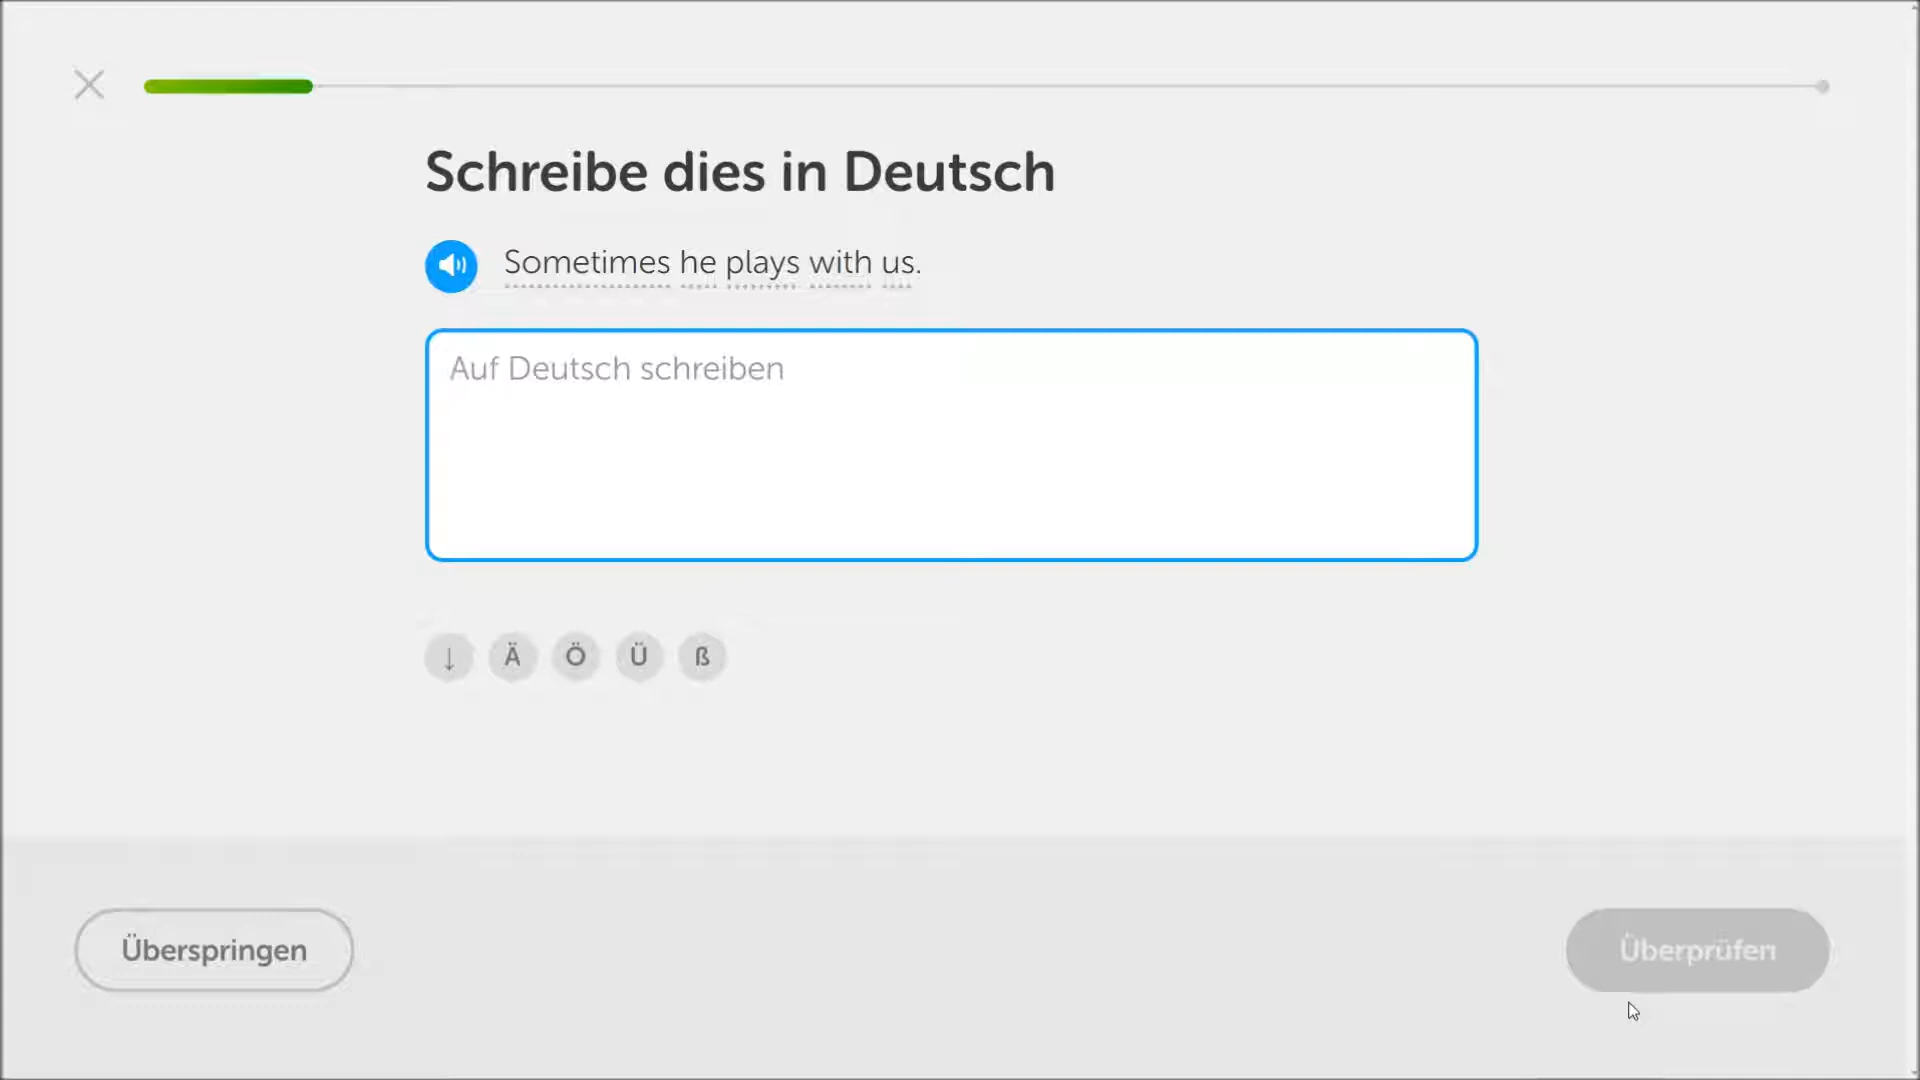 Schreibe dies in Deutsch
Sometimes he plays with us.
Auf Deutsch schreiben
↓ Ä Ö Ü ß
Überspringen
Überprüfen